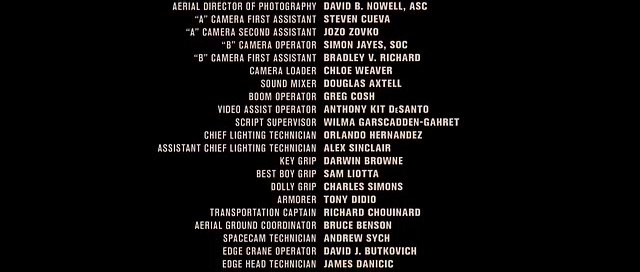 AERIAL DIRECTOR OF PHOTOGRAPHY DAVID B. NOWELL, ASC
"A" CAMERA FIRST ASSISTANT STEVEN CUEVA
"A" CAMERA SECOND ASSISTANT JOZO ZOVKO
"B" CAMERA OPERATOR SIMON JAYES, SOC
"B" CAMERA FIRST ASSISTANT BRADLEY V. RICHARD
CAMERA LOADER CHLOE WEAVER
SOUND MIXER DOUGLAS AXTELL
BOOM OPERATOR GREG COSH
VIDEO ASSIST OPERATOR ANTHONY KIT DeSANTO
SCRIPT SUPERVISOR WILMA GARSCADDEN-GAHRET
CHIEF LIGHTING TECHNICIAN ORLANDO HERNANDEZ
ASSISTANT CHIEF LIGHTING TECHNICIAN ALEX SINCLAIR
KEY GRIP DARWIN BROWNE
BEST BOY GRIP SAM LIOTTA
DOLLY GRIP CHARLES SIMONS
ARMORER TONY DIDIO
TRANSPORTATION CAPTAIN RICHARD CHOUINARD
AERIAL GROUND COORDINATOR BRUCE BENSON
SPACECAM TECHNICIAN ANDREW SYCH
EDGE CRANE OPERATOR DAVID J. BUTKOVICH
EDGE HEAD TECHNICIAN JAMES DANICIC